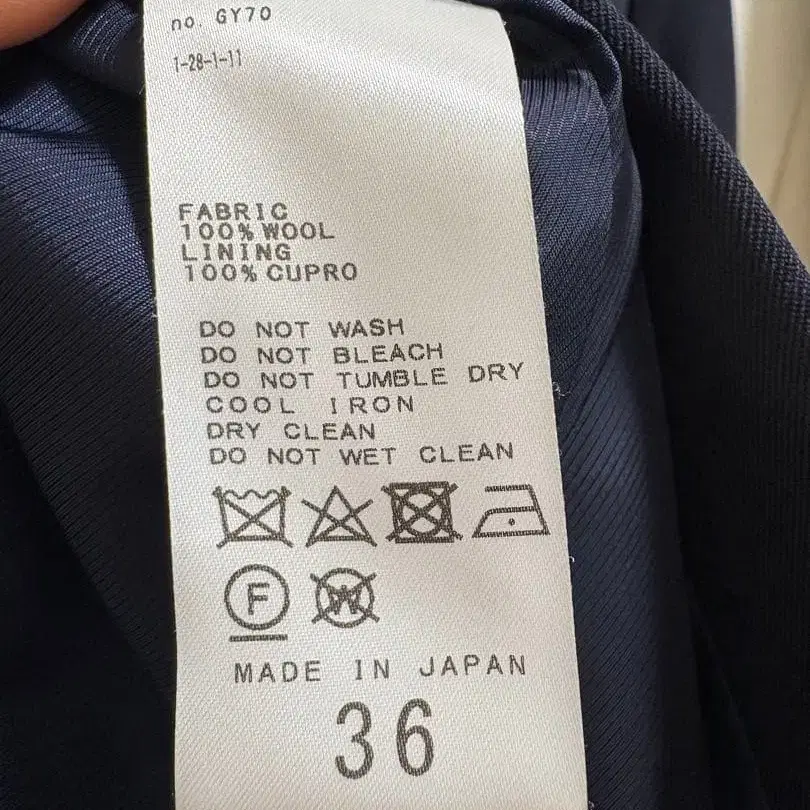 no. GY70
1-28-1-11
FABRIC
100% WOOL
LINING
100% CUPRO
DO NOT WASH
DO NOT BLEACH
DO NOT TUMBLE DRY
COOL IRON
DRY CLEAN
DO NOT WET CLEAN
F W
MADE IN JAPAN
36